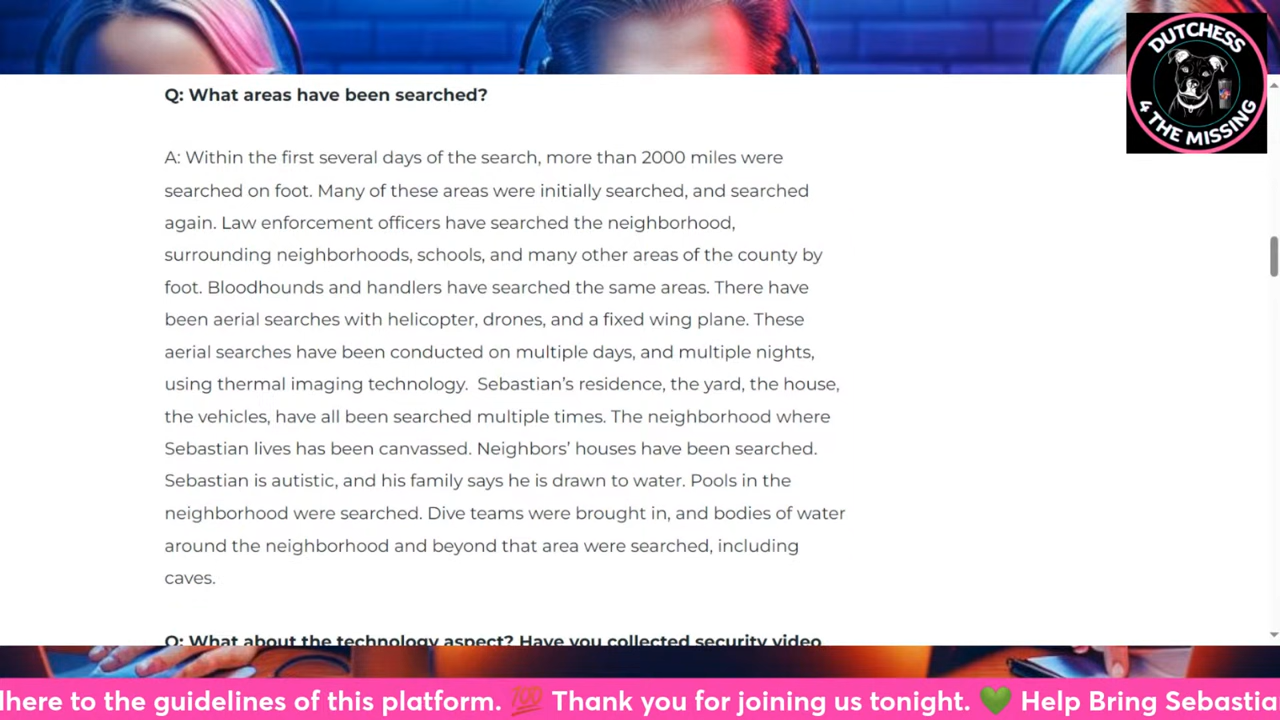 DUTCHESS
4 THE MISSING
Q: What areas have been searched?
A: Within the first several days of the search, more than 2000 miles were
searched on foot. Many of these areas were initially searched, and searched
again. Law enforcement officers have searched the neighborhood,
surrounding neighborhoods, schools, and many other areas of the county by
foot. Bloodhounds and handlers have searched the same areas. There have
been aerial searches with helicopter, drones, and a fixed wing plane. These
aerial searches have been conducted on multiple days, and multiple nights,
using thermal imaging technology.  Sebastian’s residence, the yard, the house,
the vehicles, have all been searched multiple times. The neighborhood where
Sebastian lives has been canvassed. Neighbors’ houses have been searched.
Sebastian is autistic, and his family says he is drawn to water. Pools in the
neighborhood were searched. Dive teams were brought in, and bodies of water
around the neighborhood and beyond that area were searched, including
caves.
Q: What about the technology aspect? Have you collected security video
here to the guidelines of this platform. 💯 Thank you for joining us tonight. 💚 Help Bring Sebastia